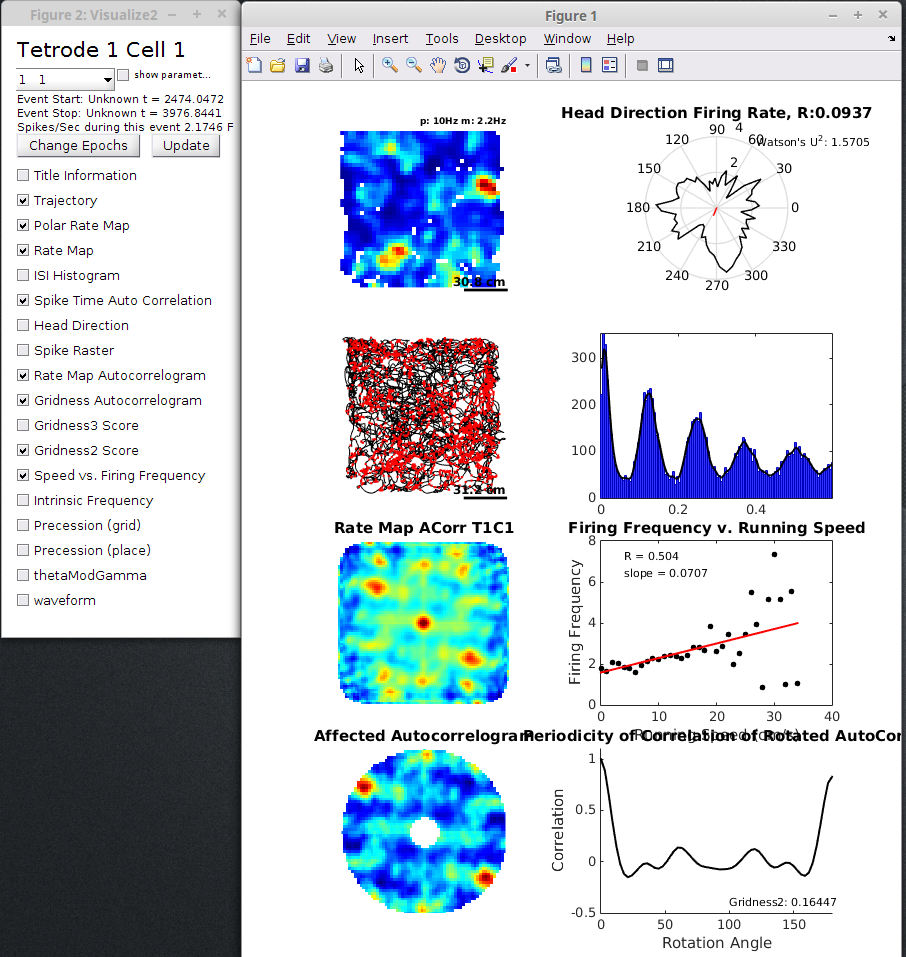 Figure 2: Visualize2
Tetrode 1 Cell 1
1 1
show paramet...
Event Start: Unknown t = 2474.0472
Event Stop: Unknown t = 3976.8441
Spikes/Sec during this event 2.1746 F
Change Epochs Update
Title Information
Trajectory
Polar Rate Map
Rate Map
ISI Histogram
Spike Time Auto Correlation
Head Direction
Spike Raster
Rate Map Autocorrelogram
Gridness Autocorrelogram
Gridness3 Score
Gridness2 Score
Speed vs. Firing Frequency
Intrinsic Frequency
Precession (grid)
Precession (place)
thetaModGamma
waveform
Figure 1
File Edit View Insert Tools Desktop Window Help
p: 10Hz m: 2.2Hz
30.8 cm
Head Direction Firing Rate, R:0.0937
Watson's U2: 1.5705
90 4
120 60
2
150 30
180 0
210 330
240 300
270
31.2 cm
300
200
100
0
0 0.2 0.4
Rate Map ACorr T1C1
Firing Frequency v. Running Speed
R = 0.504
slope = 0.0707
Firing Frequency
8
6
4
2
0
0 10 20 30 40
Running Speed (cm/s)
Affected Autocorrelogram
Periodicity of Correlation of Rotated AutoCor
Correlation
1
0.5
0
-0.5
Gridness2: 0.16447
0 50 100 150
Rotation Angle